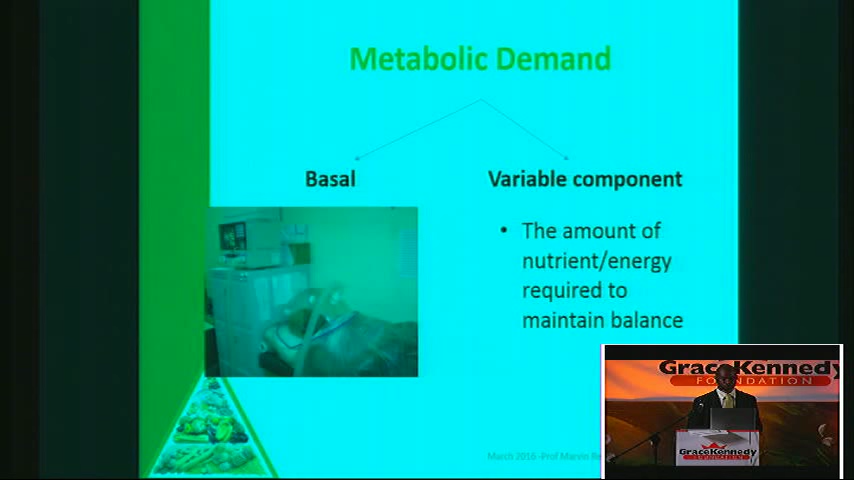 Metabolic Demand
Basal
Variable component
• The amount of
nutrient/energy
required to
maintain balance
March 2016 -Prof Marvin
GraceKennedy
FOUNDATION
GraceKennedy